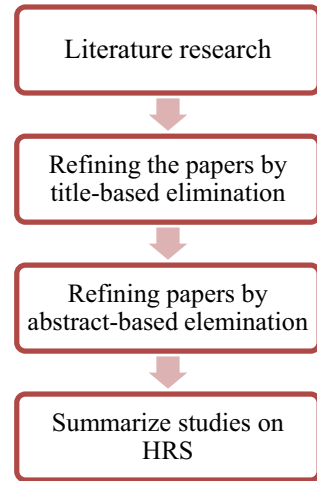 Literature research
Refining the papers by
title-based elimination
Refining papers by
abstract-based elemination
Summarize studies on
HRS